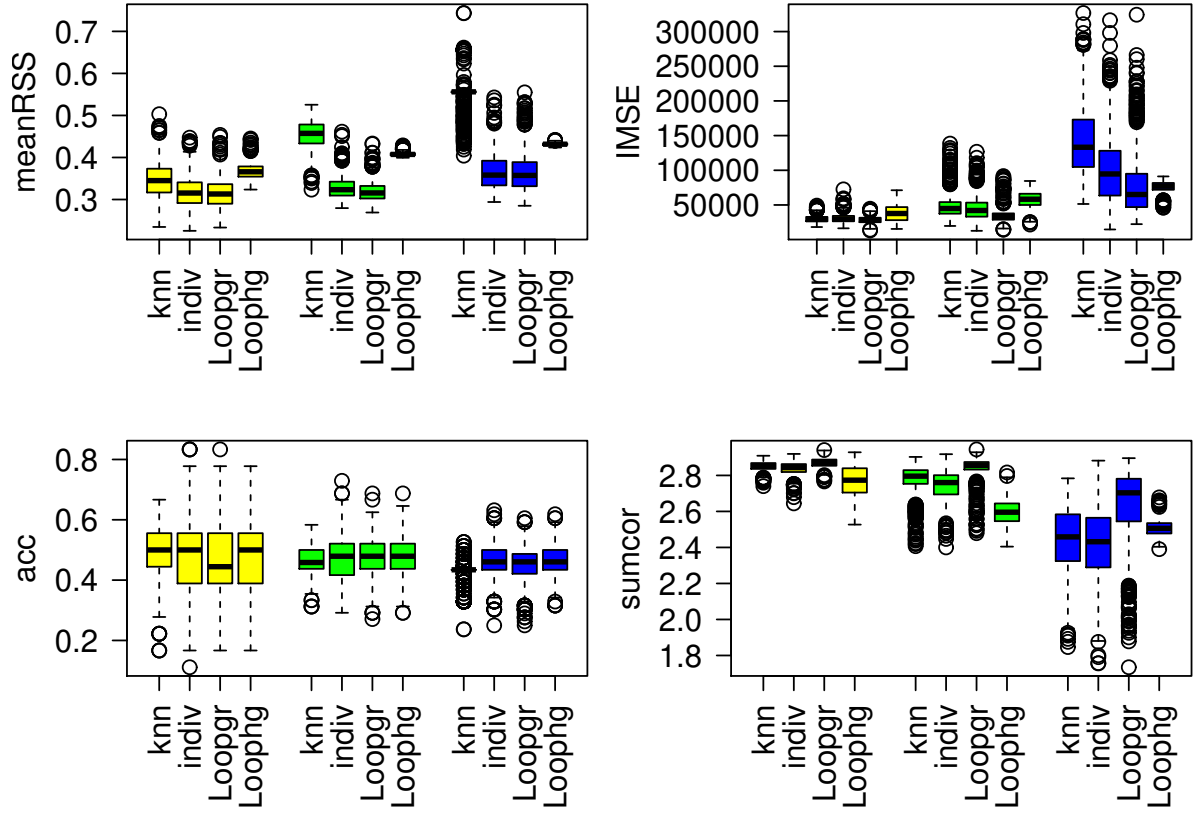 meanRSS
0.7
0.6
0.5
0.4
0.3
knn
indiv
Loopgr
Loophg
knn
indiv
Loopgr
Loophg
knn
indiv
Loopgr
Loophg
IMSE
300000
250000
200000
150000
100000
50000
knn
indiv
Loopgr
Loophg
knn
indiv
Loopgr
Loophg
knn
indiv
Loopgr
Loophg
acc
0.8
0.6
0.4
0.2
knn
indiv
Loopgr
Loophg
knn
indiv
Loopgr
Loophg
knn
indiv
Loopgr
Loophg
sumcor
2.8
2.6
2.4
2.2
2.0
1.8
knn
indiv
Loopgr
Loophg
knn
indiv
Loopgr
Loophg
knn
indiv
Loopgr
Loophg